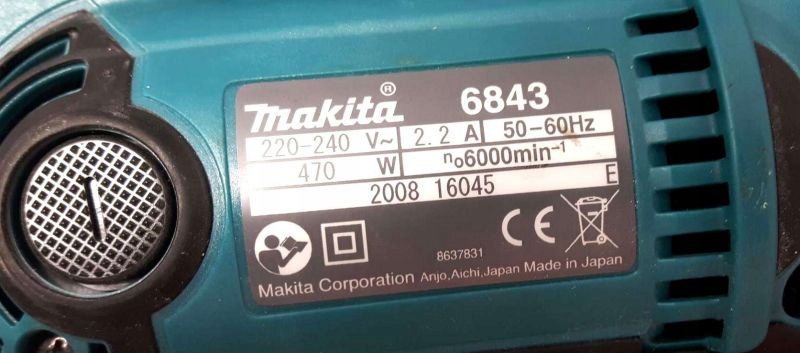 makita® 6843
220-240 V~ 2.2 A 50-60Hz
470 W n₀6000min⁻¹
2008 16045 E
CE
8637831
Makita Corporation Anjo, Aichi, Japan Made in Japan